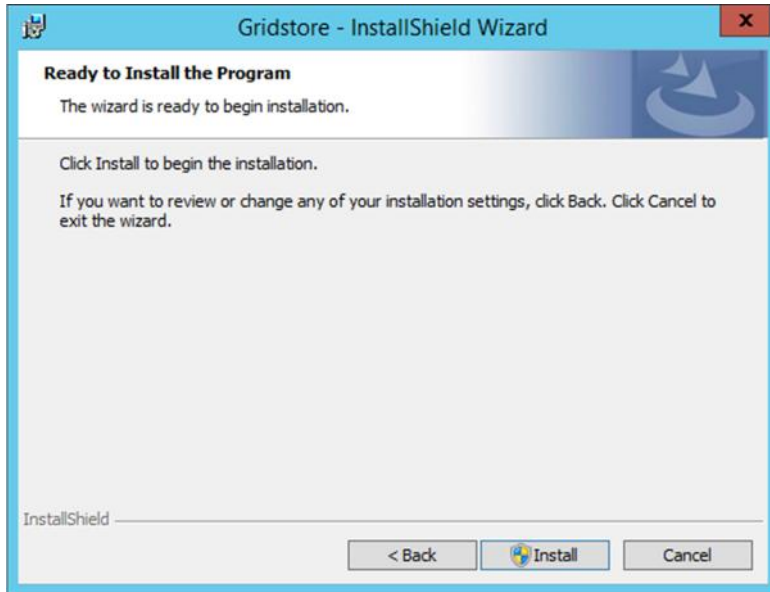 Gridstore - InstallShield Wizard
x
Ready to Install the Program
The wizard is ready to begin installation.
Click Install to begin the installation.
If you want to review or change any of your installation settings, click Back. Click Cancel to
exit the wizard.
InstallShield
< Back
Install
Cancel